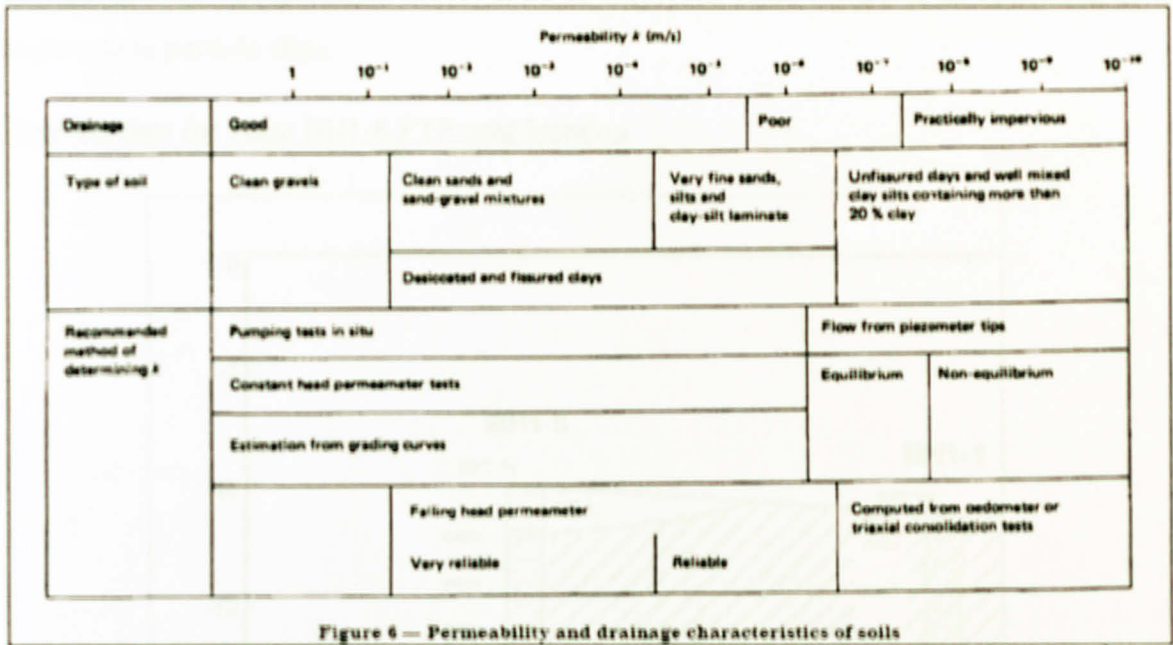 Permeability k (m/s)
1 10⁻¹ 10⁻² 10⁻³ 10⁻⁴ 10⁻⁵ 10⁻⁶ 10⁻⁷ 10⁻⁸ 10⁻⁹ 10⁻¹⁰
Drainage Good Poor Practically impervious
Type of soil Clean gravels Clean sands and Very fine sands, Unfissured clays and well mixed
sand-gravel mixtures silts and clay silts containing more than
clay-silt laminate 20 % clay
Desiccated and fissured clays
Recommended Pumping tests in situ Flow from piezometer tips
method of
determining k Constant head permeameter tests Equilibrium Non-equilibrium
Estimation from grading curves
Falling head permeameter Computed from oedometer or
triaxial consolidation tests
Very reliable Reliable
Figure 6 — Permeability and drainage characteristics of soils